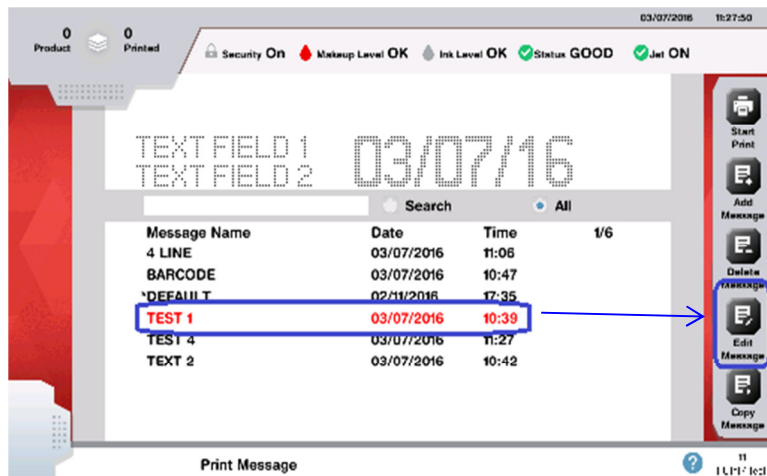 03/07/2016 11:27:50
0 Product
0 Printed
Security On
Makeup Level OK
Ink Level OK
Status GOOD
Jet ON
TEXT FIELD 1
TEXT FIELD 2
03/07/16
Search
All
Message Name Date Time 1/6
4 LINE 03/07/2016 11:06
BARCODE 03/07/2016 10:47
*DEFAULT 02/11/2016 17:35
TEST 1 03/07/2016 10:39
TEST 4 03/07/2016 11:27
TEXT 2 03/07/2016 10:42
Start
Print
Add
Message
Delete
Message
Edit
Message
Copy
Message
Print Message
?
11